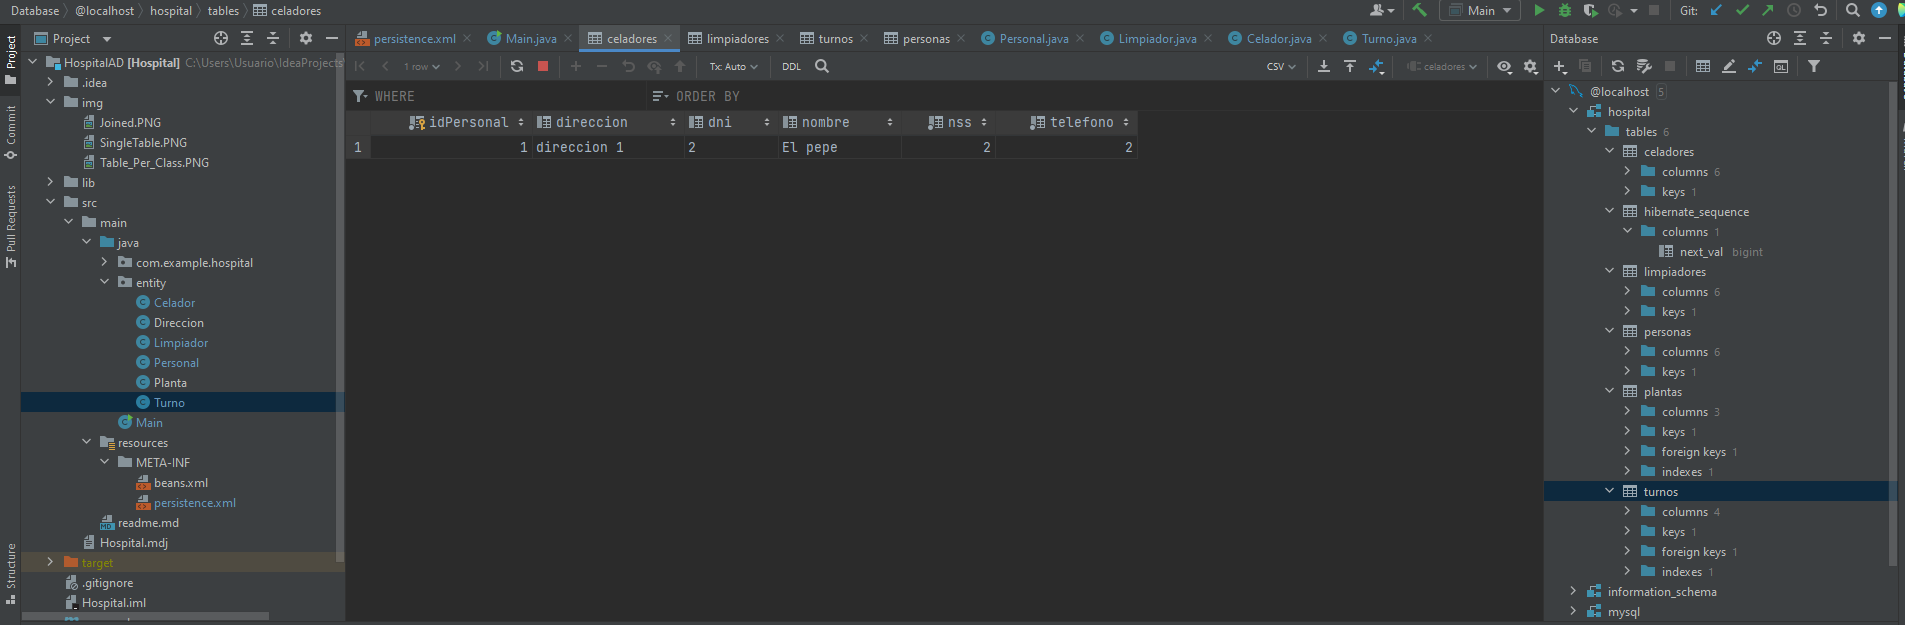 Database @localhost hospital tables celadores
Main Git:
Project
persistence.xml Main.java celadores limpiadores turnos personas Personal.java Limpiador.java Celador.java Turno.java
Database
HospitalAD [Hospital] C:\Users\Usuario\IdeaProjects
.idea
img
Joined.PNG
SingleTable.PNG
Table_Per_Class.PNG
lib
src
main
java
com.example.hospital
entity
Celador
Direccion
Limpiador
Personal
Planta
Turno
Main
resources
META-INF
beans.xml
persistence.xml
readme.md
Hospital.mdj
target
.gitignore
Hospital.iml
Project
Commit
Pull Requests
Structure
1 row Tx: Auto DDL CSV celadores
WHERE ORDER BY
idPersonal direccion dni nombre nss telefono
1 1 direccion 1 2 El pepe 2 2
@localhost 5
hospital
tables 6
celadores
columns 6
keys 1
hibernate_sequence
columns 1
next_val bigint
limpiadores
columns 6
keys 1
personas
columns 6
keys 1
plantas
columns 3
keys 1
foreign keys 1
indexes 1
turnos
columns 4
keys 1
foreign keys 1
indexes 1
information_schema
mysql